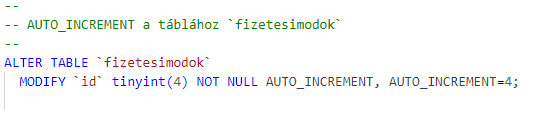 --
-- AUTO_INCREMENT a táblához `fizetesimodok`
--
ALTER TABLE `fizetesimodok`
MODIFY `id` tinyint(4) NOT NULL AUTO_INCREMENT, AUTO_INCREMENT=4;